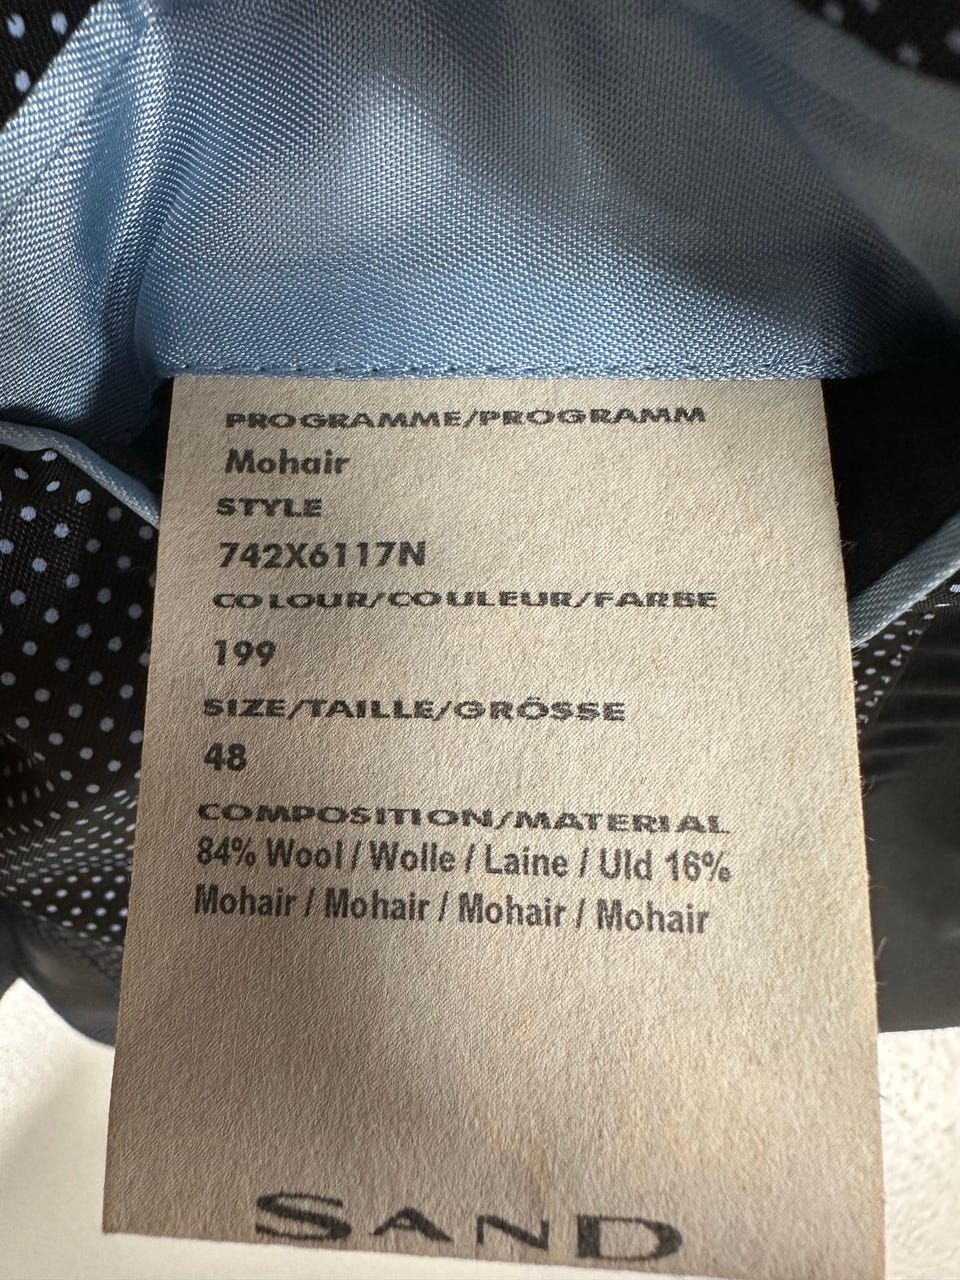 PROGRAMME/PROGRAMM
Mohair
STYLE
742X6117N
COLOUR/COULEUR/FARBE
199
SIZE/TAILLE/GRÔSSE
48
COMPOSITION/MATERIAL
84% Wool / Wolle / Laine / Uld 16%
Mohair / Mohair / Mohair / Mohair
SAND